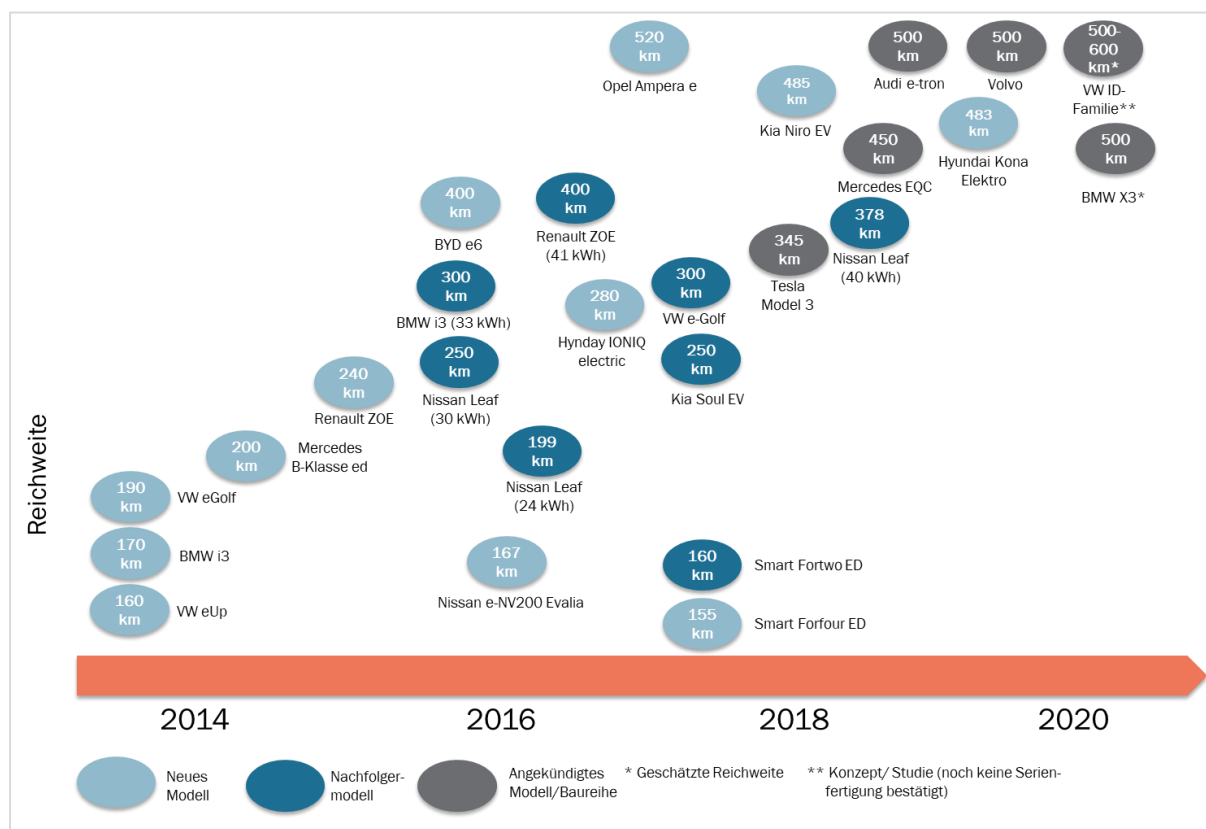 520
km
Opel Ampera e
500
km
Audi e-tron
500
km
Volvo
500-
600
km*
VW ID-
Familie**
485
km
Kia Niro EV
483
km
Hyundai Kona
Elektro
450
km
Mercedes EQC
500
km
BMW X3*
400
km
BYD e6
400
km
Renault ZOE
(41 kWh)
378
km
Nissan Leaf
(40 kWh)
345
km
Tesla
Model 3
300
km
BMW i3 (33 kWh)
280
km
Hynday IONIQ
electric
300
km
VW e-Golf
250
km
Nissan Leaf
(30 kWh)
250
km
Kia Soul EV
240
km
Renault ZOE
200
km
Mercedes
B-Klasse ed
199
km
Nissan Leaf
(24 kWh)
190
km
VW eGolf
170
km
BMW i3
167
km
Nissan e-NV200 Evalia
160
km
Smart Fortwo ED
160
km
VW eUp
155
km
Smart Forfour ED
Reichweite
2014
2016
2018
2020
Neues
Modell
Nachfolger-
modell
Angekündigtes
Modell/Baureihe
* Geschätzte Reichweite
** Konzept/ Studie (noch keine Serien-
fertigung bestätigt)